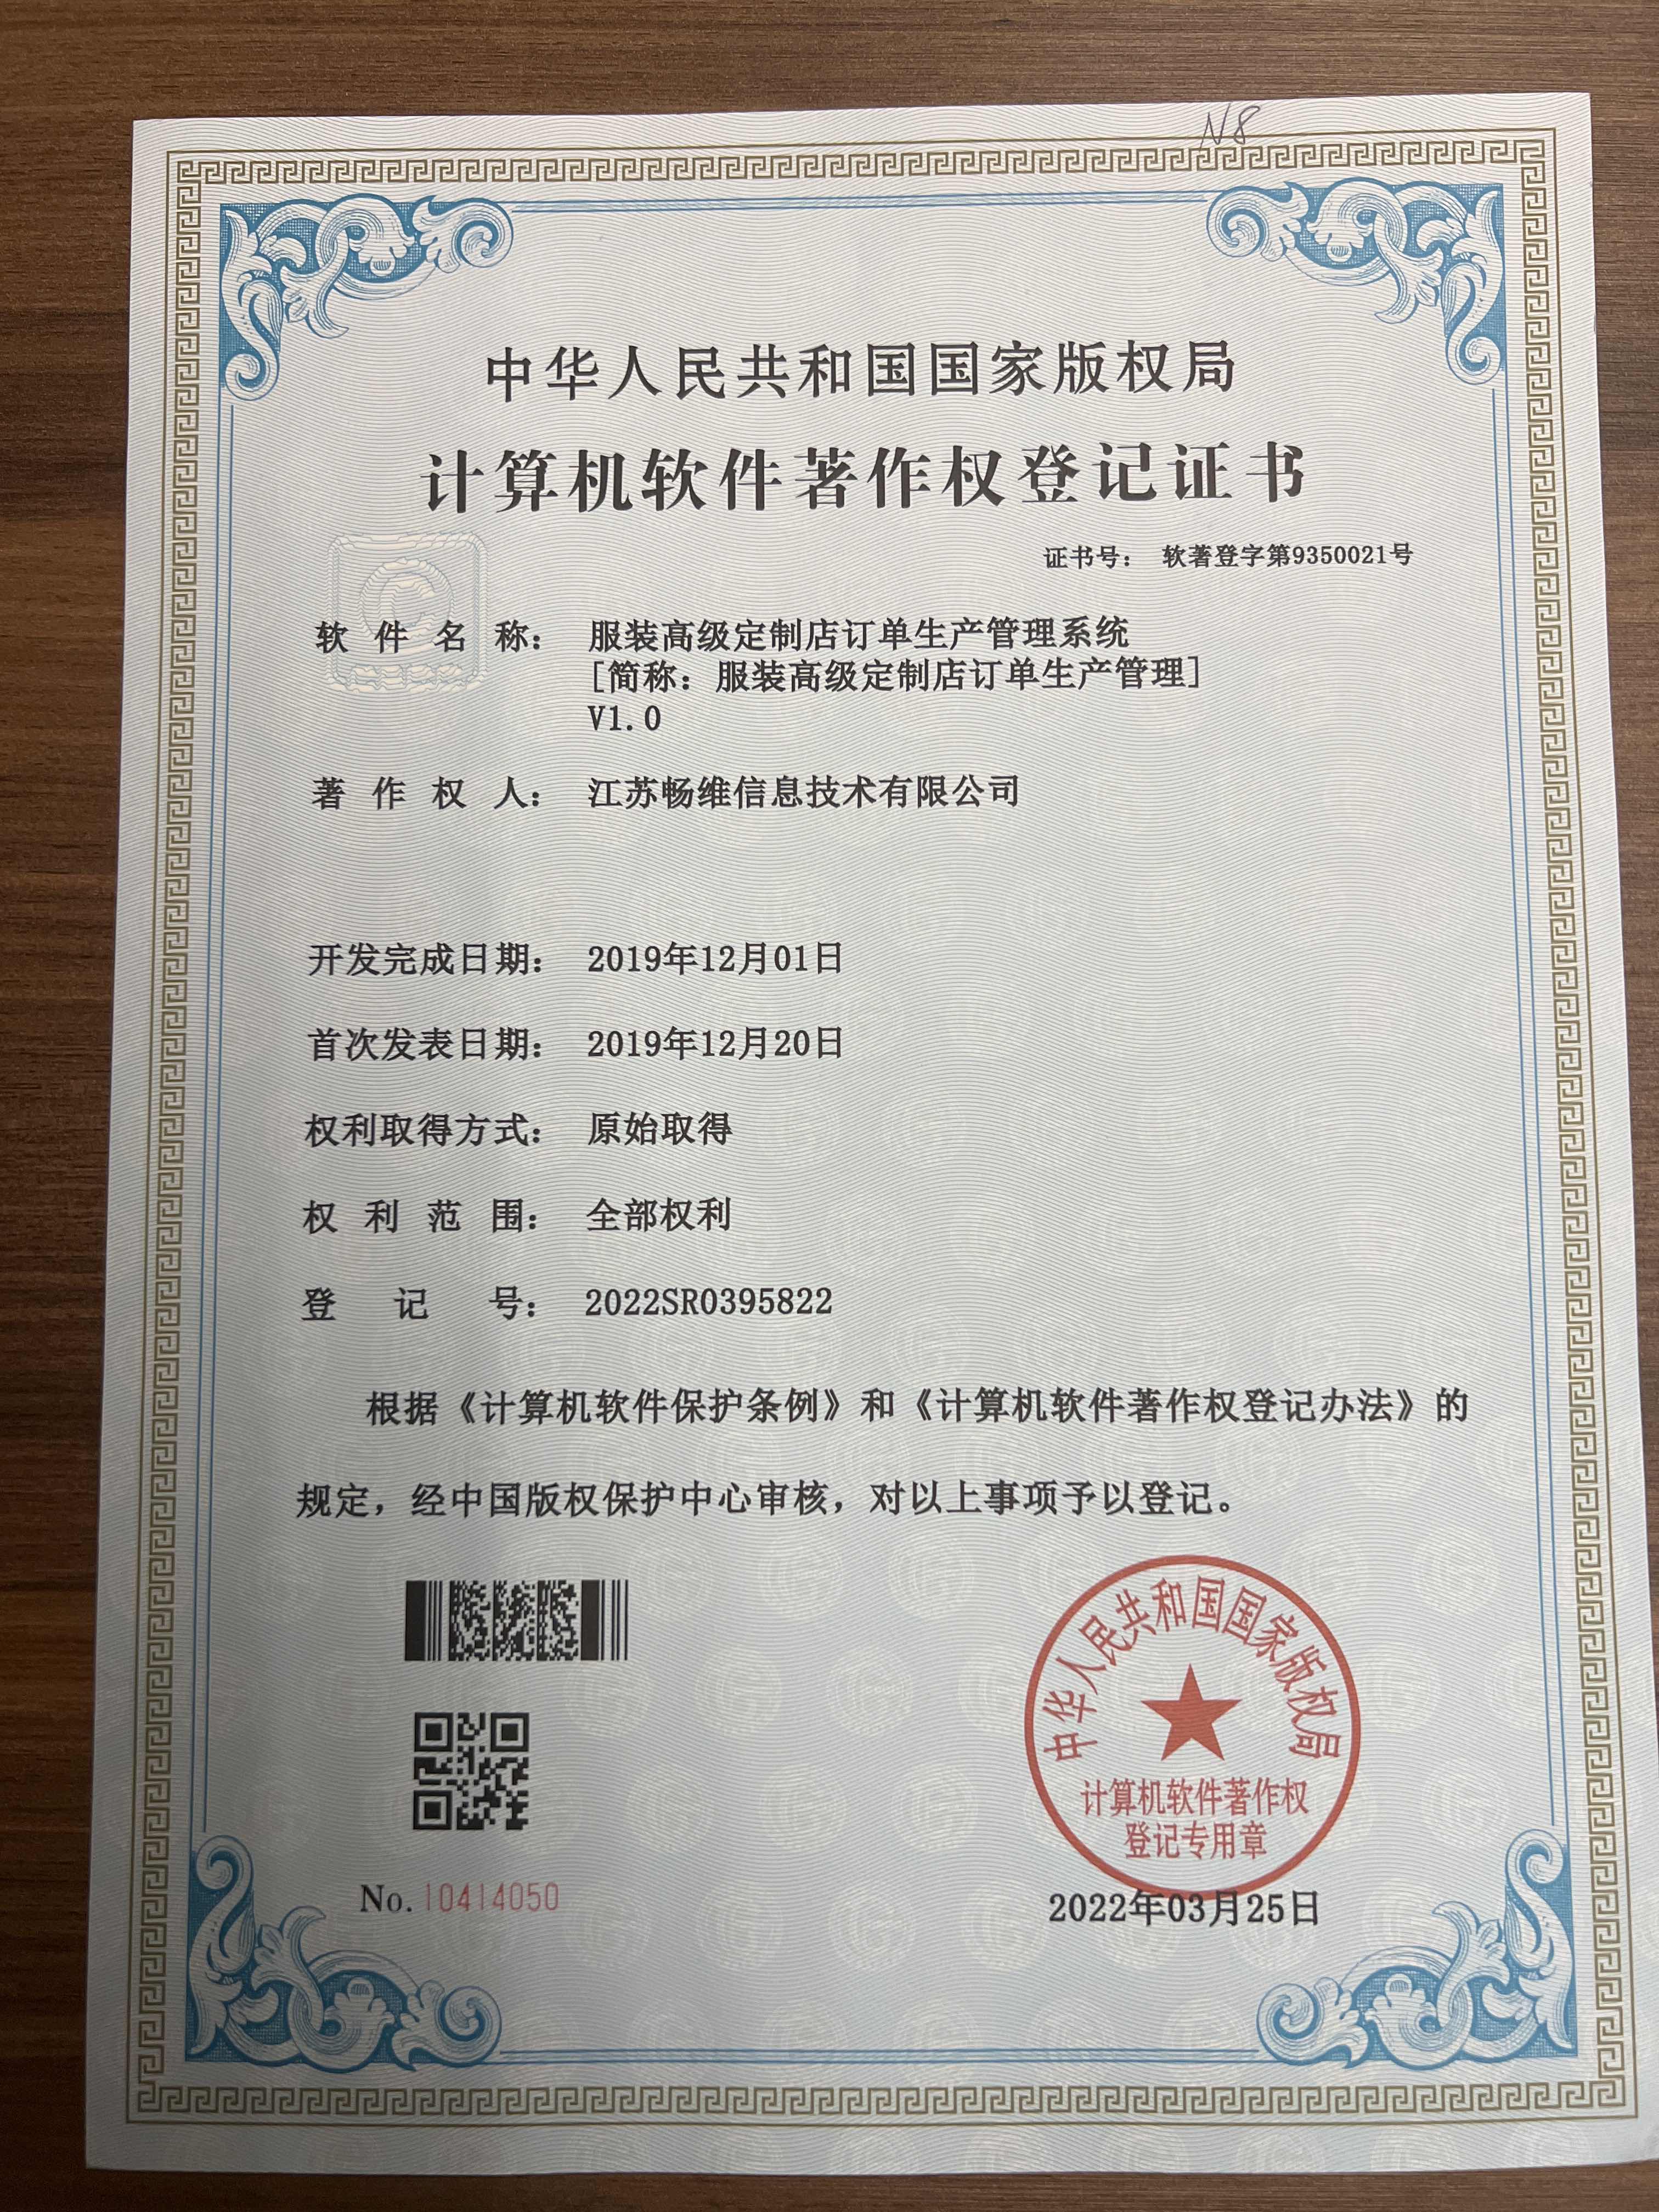 N8
中华人民共和国国家版权局
计算机软件著作权登记证书
证书号： 软著登字第9350021号
软件名称： 服装高级定制店订单生产管理系统
[简称：服装高级定制店订单生产管理]
V1.0
著作权人： 江苏畅维信息技术有限公司
开发完成日期： 2019年12月01日
首次发表日期： 2019年12月20日
权利取得方式： 原始取得
权利范围： 全部权利
登记号： 2022SR0395822
根据《计算机软件保护条例》和《计算机软件著作权登记办法》的
规定，经中国版权保护中心审核，对以上事项予以登记。
中华人民共和国国家版权局
计算机软件著作权
登记专用章
No. 10414050
2022年03月25日